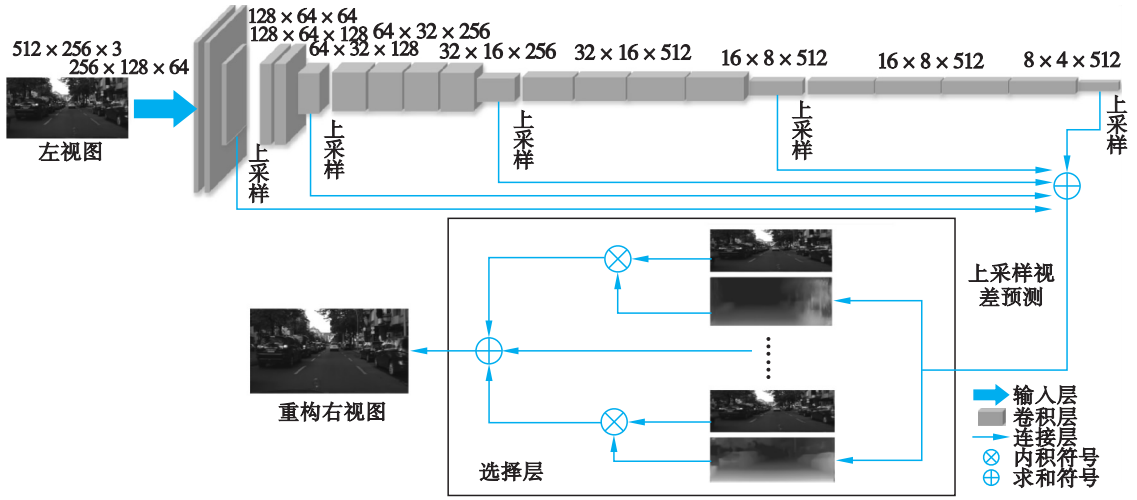 512 × 256 × 3
256 × 128 × 64
128 × 64 × 64
128 × 64 × 128
64 × 32 × 256
64 × 32 × 128
32 × 16 × 256
32 × 16 × 512
16 × 8 × 512
16 × 8 × 512
8 × 4 × 512
左视图
上采样
上采样
上采样
上采样
上采样
上采样视
差预测
重构右视图
选择层
输入层
卷积层
连接层
内积符号
求和符号